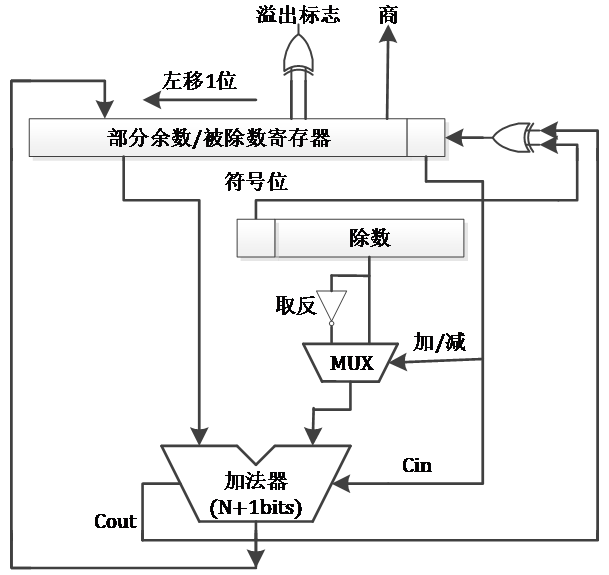 溢出标志
商
左移1位
部分余数/被除数寄存器
符号位
除数
取反
MUX
加/减
加法器
(N+1bits)
Cin
Cout